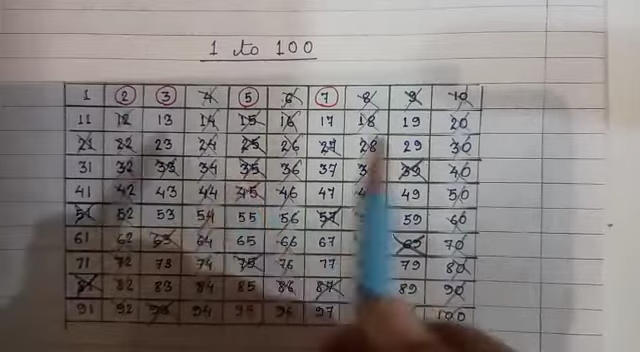 1 to 100
1 2 3 4 5 6 7 8 9 10
11 12 13 14 15 16 17 18 19 20
21 22 23 24 25 26 27 28 29 30
31 32 33 34 35 36 37 39 40
41 42 43 44 45 46 47 49 50
51 52 53 54 55 56 57 59 60
61 62 63 64 65 66 67 69 70
71 72 73 74 75 76 77 79 80
81 82 83 84 85 86 87 89 90
91 92 93 94 95 96 97 100